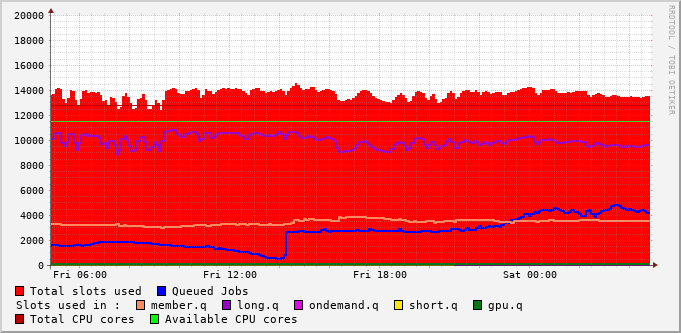 20000
18000
16000
14000
12000
10000
8000
6000
4000
2000
0
Fri 06:00 Fri 12:00 Fri 18:00 Sat 00:00
RRDTOOL / TOBI OETIKER
Total slots used Queued Jobs
Slots used in : member.q long.q ondemand.q short.q gpu.q
Total CPU cores Available CPU cores